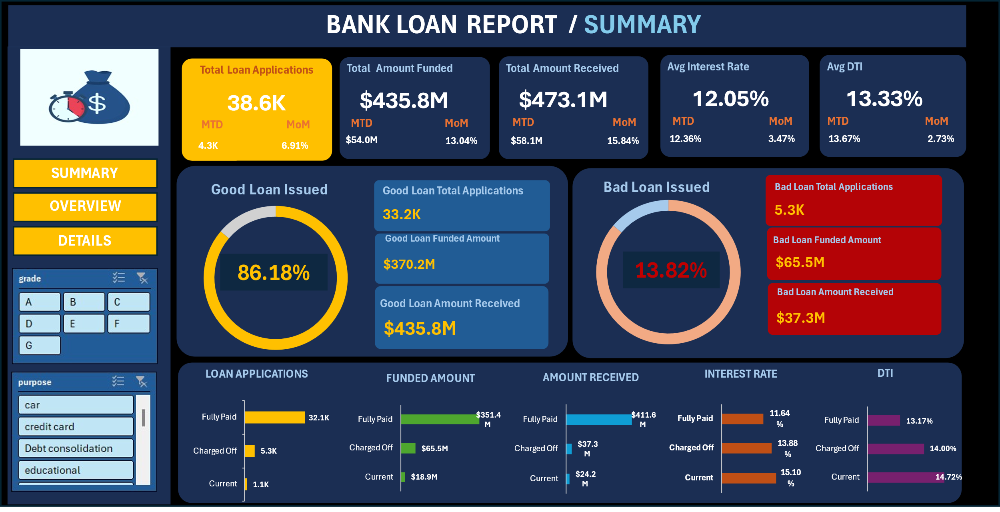 BANK LOAN REPORT / SUMMARY
$
SUMMARY
OVERVIEW
DETAILS
grade
A B C
D E F
G
purpose
car
credit card
Debt consolidation
educational
Total Loan Applications
38.6K
MTD MoM
4.3K 6.91%
Total Amount Funded
$435.8M
MTD MoM
$54.0M 13.04%
Total Amount Received
$473.1M
MTD MoM
$58.1M 15.84%
Avg Interest Rate
12.05%
MTD MoM
12.36% 3.47%
Avg DTI
13.33%
MTD MoM
13.67% 2.73%
Good Loan Issued
86.18%
Good Loan Total Applications
33.2K
Good Loan Funded Amount
$370.2M
Good Loan Amount Received
$435.8M
Bad Loan Issued
13.82%
Bad Loan Total Applications
5.3K
Bad Loan Funded Amount
$65.5M
Bad Loan Amount Received
$37.3M
LOAN APPLICATIONS
Fully Paid 32.1K
Charged Off 5.3K
Current 1.1K
FUNDED AMOUNT
Fully Paid $351.4
M
Charged Off $65.5M
Current $18.9M
AMOUNT RECEIVED
Fully Paid $411.6
M
Charged Off $37.3
M
Current $24.2
M
INTEREST RATE
Fully Paid 11.64
%
Charged Off 13.88
%
Current 15.10
%
DTI
Fully Paid 13.17%
Charged Off 14.00%
Current 14.72%